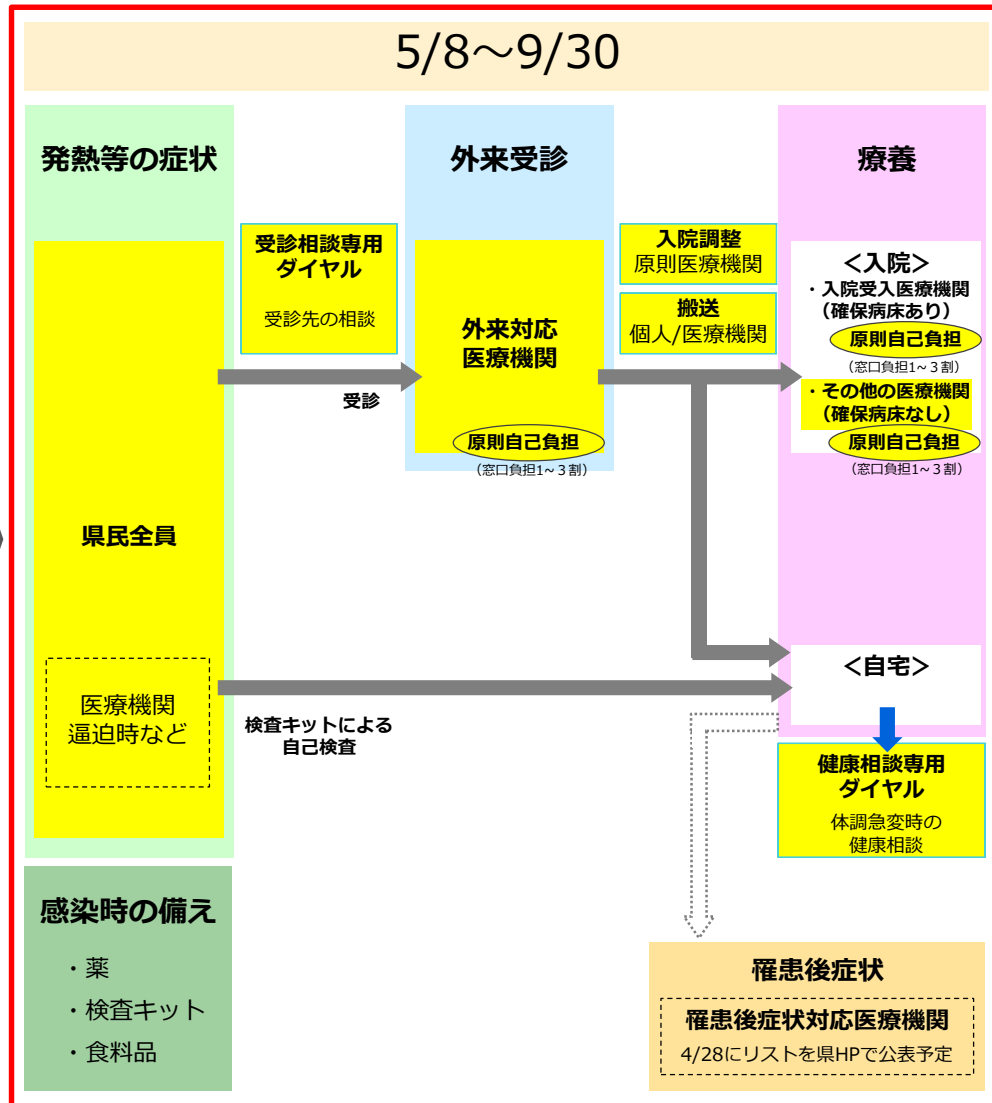 5/8～9/30
発熱等の症状
県民全員
医療機関
逼迫時など
受診相談専用
ダイヤル
受診先の相談
受診
検査キットによる
自己検査
外来受診
外来対応
医療機関
原則自己負担
（窓口負担1~３割）
入院調整
原則医療機関
搬送
個人/医療機関
療養
＜入院＞
・入院受入医療機関
（確保病床あり）
原則自己負担
（窓口負担1~３割）
・その他の医療機関
（確保病床なし）
原則自己負担
（窓口負担1~３割）
＜自宅＞
健康相談専用
ダイヤル
体調急変時の
健康相談
感染時の備え
・薬
・検査キット
・食料品
罹患後症状
罹患後症状対応医療機関
4/28にリストを県HPで公表予定